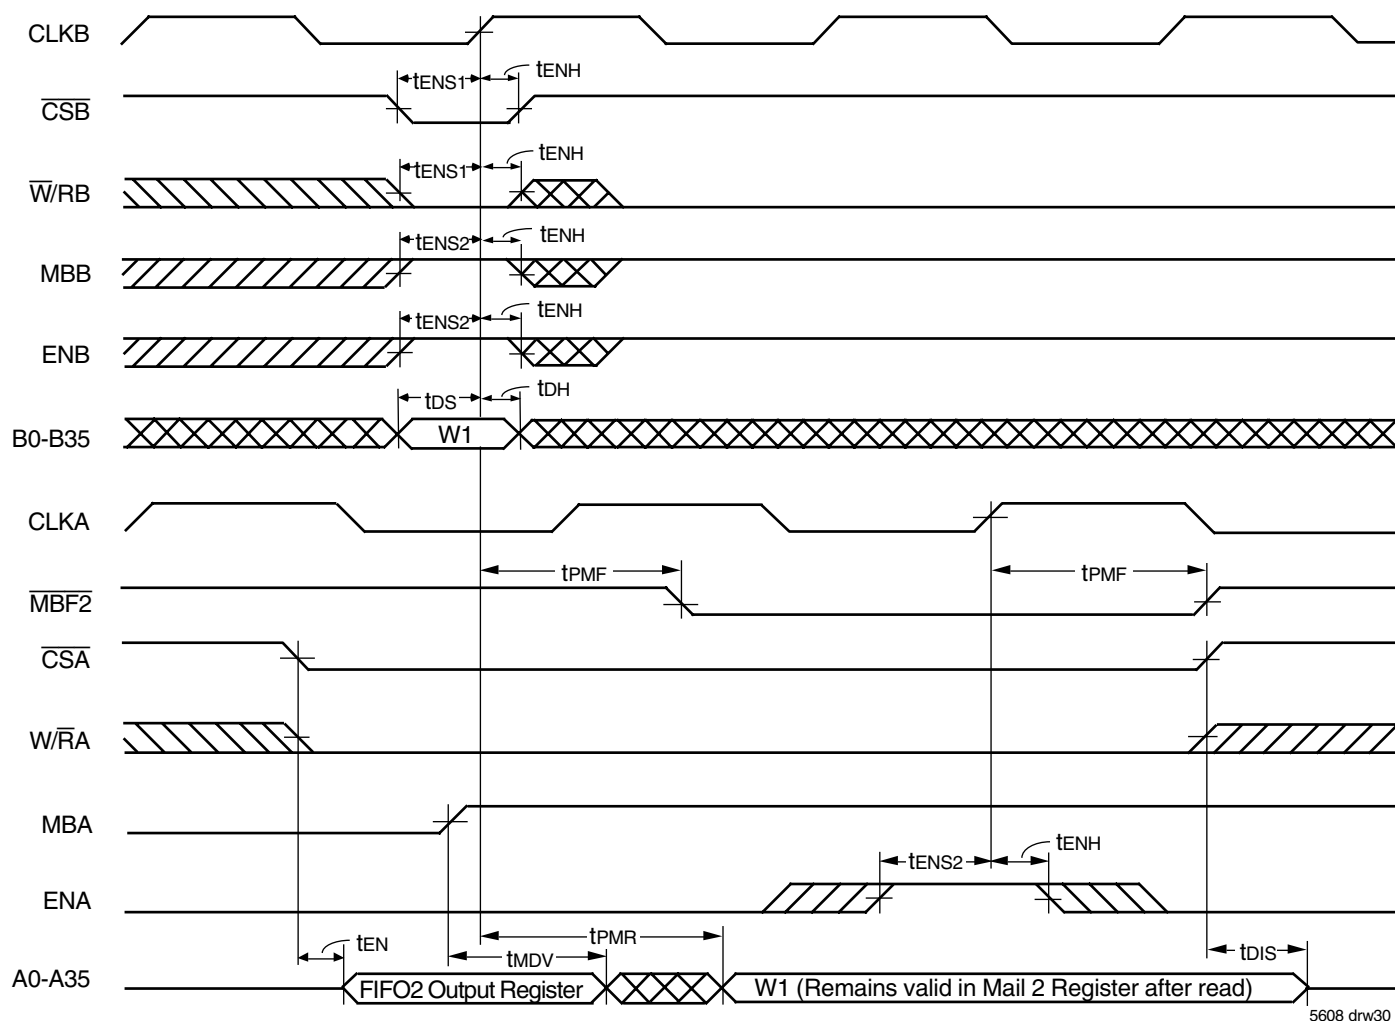 CLKB
tENS1
tENH
CSB
tENS1
tENH
W/RB
tENS2
tENH
MBB
tENS2
tENH
ENB
tDS
tDH
B0-B35
W1
CLKA
tPMF
tPMF
MBF2
CSA
W/RA
MBA
tENS2
tENH
ENA
tEN
tPMR
tMDV
tDIS
A0-A35
FIFO2 Output Register
W1 (Remains valid in Mail 2 Register after read)
5608 drw30